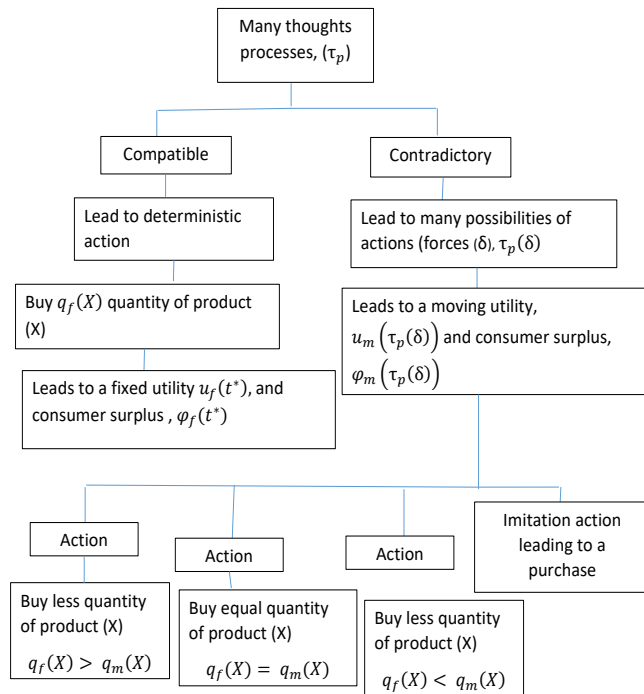 Many thoughts
processes, (τ_p)
Compatible
Contradictory
Lead to deterministic
action
Lead to many possibilities of
actions (forces (δ), τ_p(δ)
Buy q_f(X) quantity of product
(X)
Leads to a moving utility,
u_m (τ_p(δ)) and consumer surplus,
φ_m (τ_p(δ))
Leads to a fixed utility u_f(t*), and
consumer surplus , φ_f(t*)
Action
Action
Action
Imitation action
leading to a
purchase
Buy less quantity
of product (X)
q_f(X) > q_m(X)
Buy equal quantity
of product (X)
q_f(X) = q_m(X)
Buy less quantity
of product (X)
q_f(X) < q_m(X)